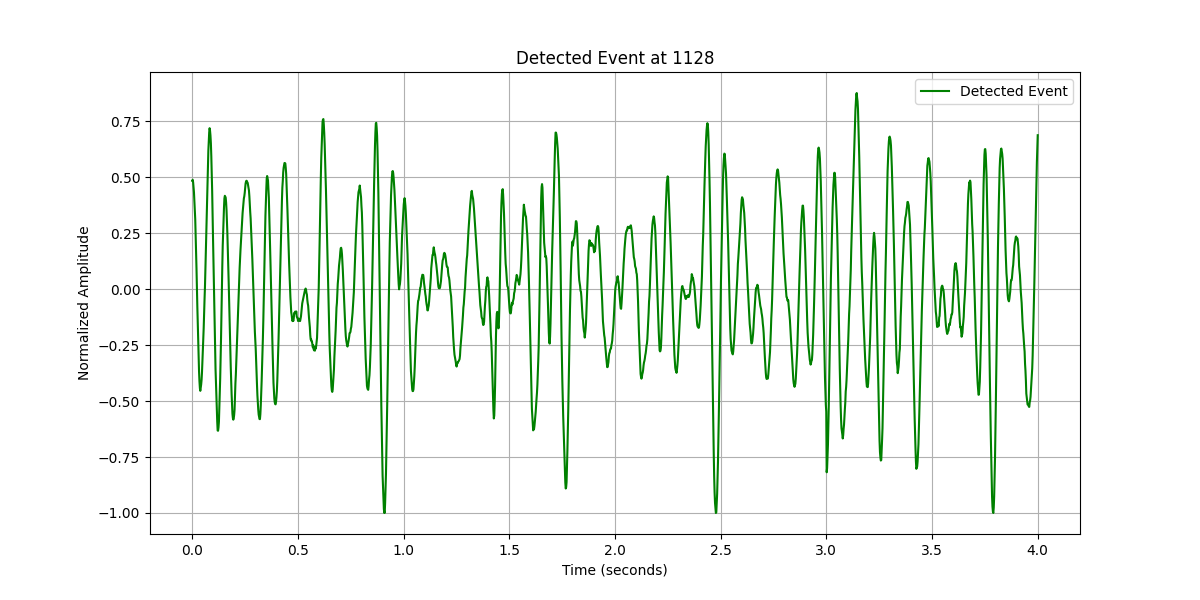 Detected Event at 1128
Detected Event
Normalized Amplitude
0.75
0.50
0.25
0.00
−0.25
−0.50
−0.75
−1.00
0.0 0.5 1.0 1.5 2.0 2.5 3.0 3.5 4.0
Time (seconds)